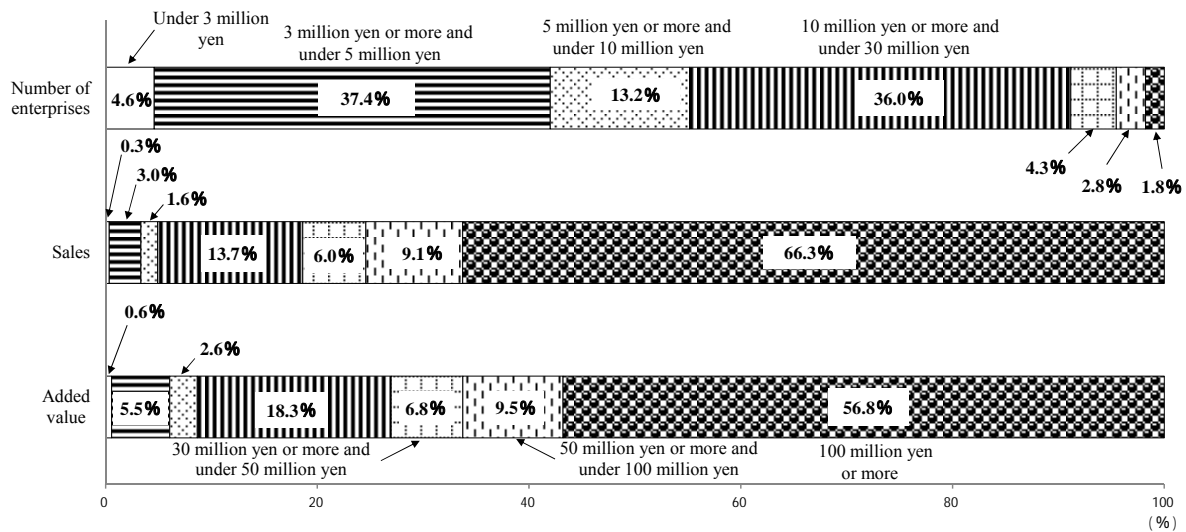 Under 3 million
yen
3 million yen or more and
under 5 million yen
5 million yen or more and
under 10 million yen
10 million yen or more and
under 30 million yen
Number of
enterprises
4.6%
37.4%
13.2%
36.0%
4.3%
2.8%
1.8%
0.3%
3.0%
1.6%
Sales
13.7%
6.0%
9.1%
66.3%
0.6%
2.6%
Added
value
5.5%
18.3%
6.8%
9.5%
56.8%
30 million yen or more and
under 50 million yen
50 million yen or more and
under 100 million yen
100 million yen
or more
0 20 40 60 80 100
(%)